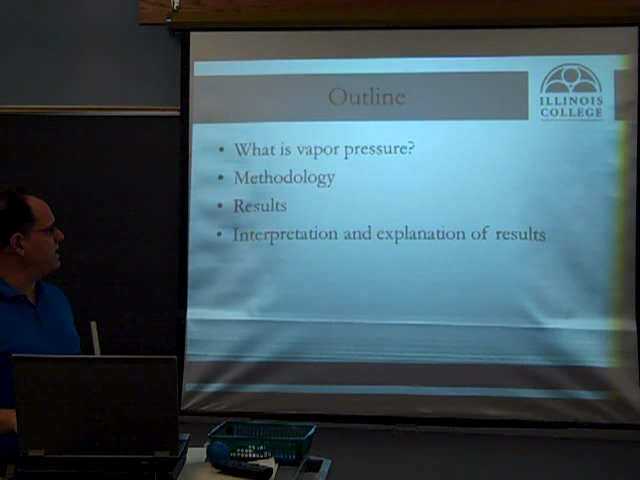 Outline
ILLINOIS
COLLEGE
• What is vapor pressure?
• Methodology
• Results
• Interpretation and explanation of results